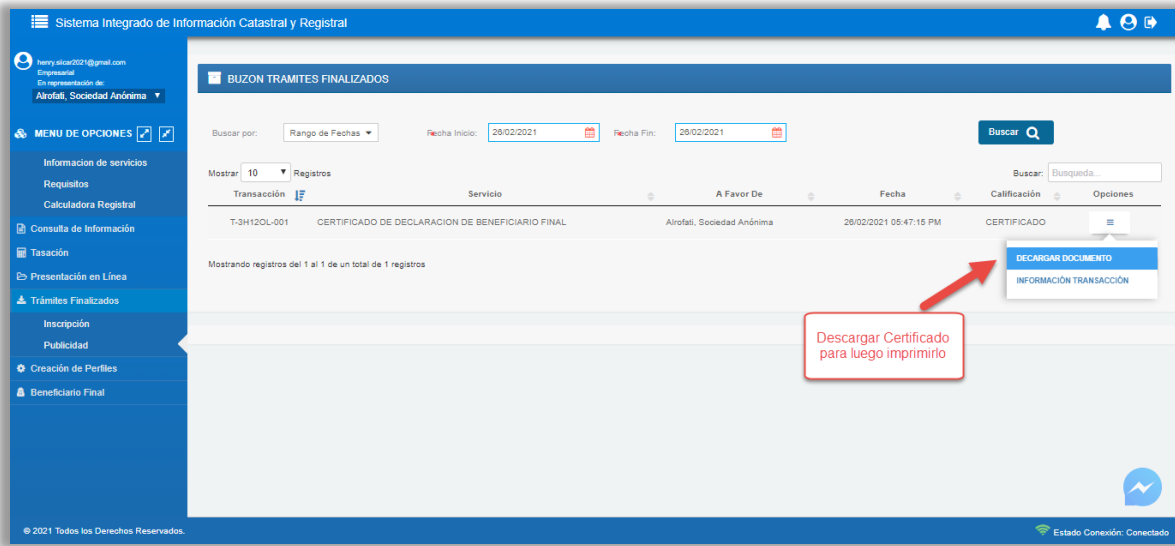 Sistema Integrado de Información Catastral y Registral
henry.siicar2021@gmail.com
Empresarial
En representación de:
Alrofati, Sociedad Anónima
MENU DE OPCIONES
Informacion de servicios
Requisitos
Calculadora Registral
Consulta de Información
Tasación
Presentación en Línea
Trámites Finalizados
Inscripción
Publicidad
Creación de Perfiles
Beneficiario Final
© 2021 Todos los Derechos Reservados.
BUZON TRAMITES FINALIZADOS
Buscar por: Rango de Fechas Fecha Inicio: 26/02/2021 Fecha Fin: 26/02/2021 Buscar
Mostrar 10 Registros Buscar: Busqueda...
Transacción Servicio A Favor De Fecha Calificación Opciones
T-3H12OL-001 CERTIFICADO DE DECLARACION DE BENEFICIARIO FINAL Alrofati, Sociedad Anónima 26/02/2021 05:47:15 PM CERTIFICADO
DECARGAR DOCUMENTO
INFORMACIÓN TRANSACCIÓN
Mostrando registros del 1 al 1 de un total de 1 registros
Descargar Certificado
para luego imprimirlo
Estado Conexión: Conectado